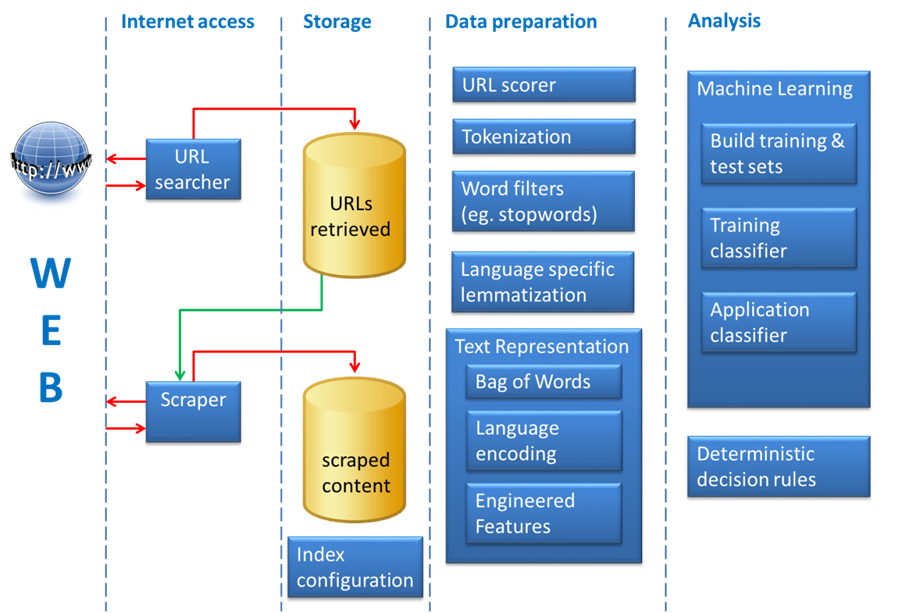 Internet access
Storage
Data preparation
Analysis
http://www
W
E
B
URL
searcher
Scraper
URLs
retrieved
scraped
content
Index
configuration
URL scorer
Tokenization
Word filters
(eg. stopwords)
Language specific
lemmatization
Text Representation
Bag of Words
Language
encoding
Engineered
Features
Machine Learning
Build training &
test sets
Training
classifier
Application
classifier
Deterministic
decision rules